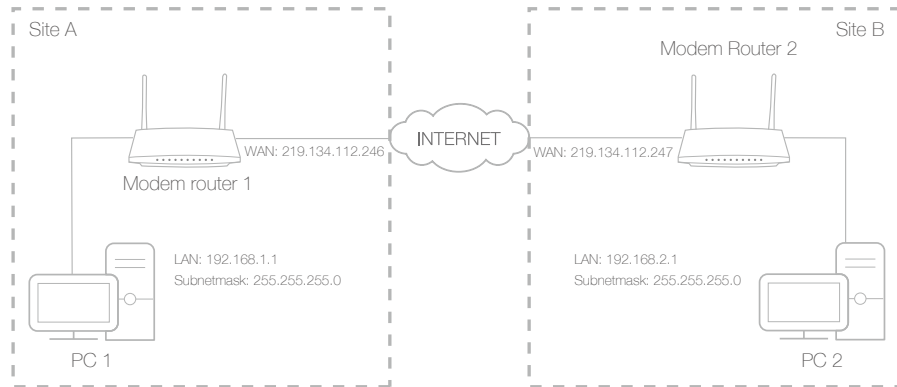 Site A
Site B
Modem Router 2
INTERNET
WAN: 219.134.112.246
WAN: 219.134.112.247
Modem router 1
LAN: 192.168.1.1
Subnetmask: 255.255.255.0
LAN: 192.168.2.1
Subnetmask: 255.255.255.0
PC 1
PC 2